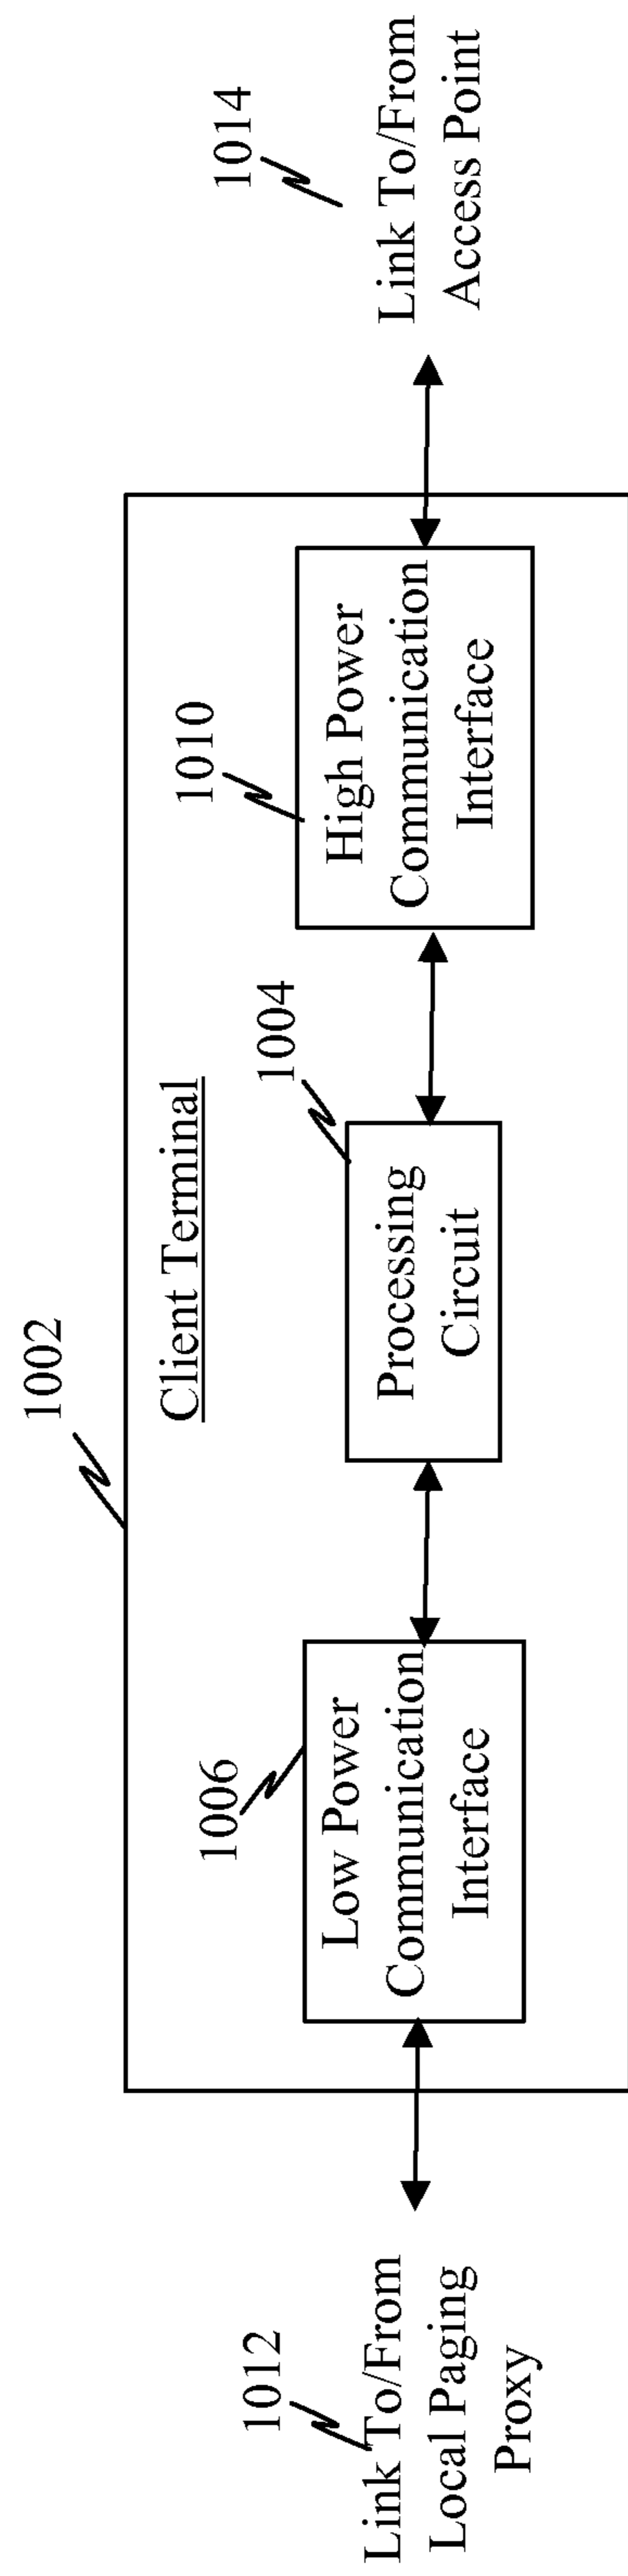 1002
Client Terminal
1012
Link To/From
Local Paging
Proxy
1006
Low Power
Communication
Interface
1004
Processing
Circuit
1010
High Power
Communication
Interface
1014
Link To/From
Access Point